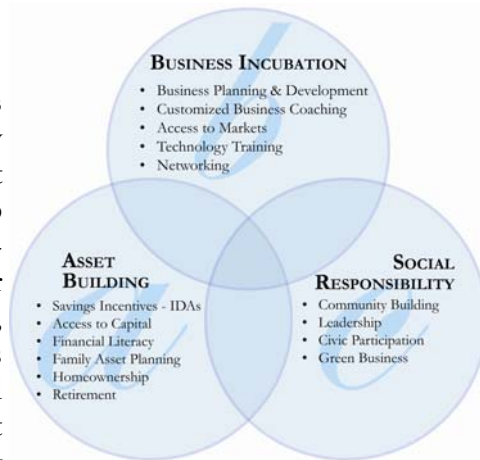 BUSINESS INCUBATION
• Business Planning & Development
• Customized Business Coaching
• Access to Markets
• Technology Training
• Networking
ASSET
BUILDING
• Savings Incentives - IDAs
• Access to Capital
• Financial Literacy
• Family Asset Planning
• Homeownership
• Retirement
SOCIAL
RESPONSIBILITY
• Community Building
• Leadership
• Civic Participation
• Green Business